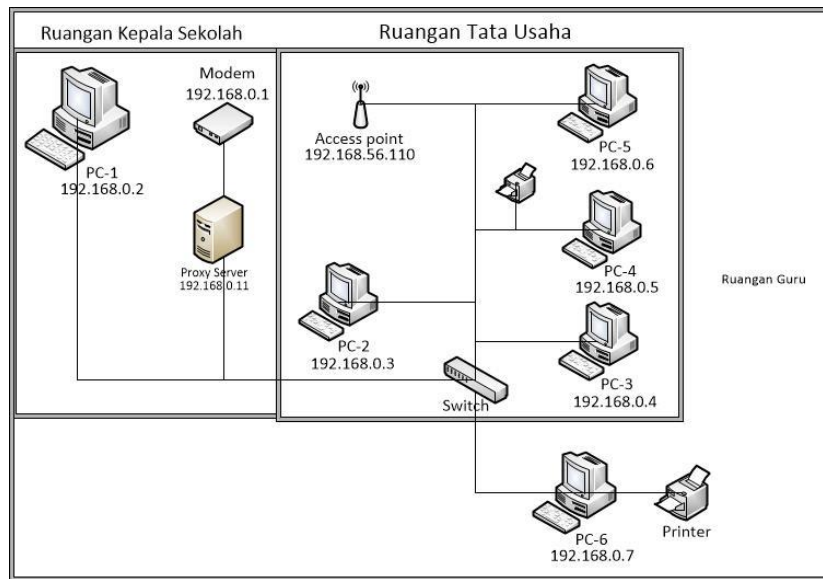 Ruangan Kepala Sekolah
Ruangan Tata Usaha
Modem
192.168.0.1
PC-1
192.168.0.2
Proxy Server
192.168.0.11
Access point
192.168.56.110
PC-5
192.168.0.6
PC-4
192.168.0.5
PC-2
192.168.0.3
PC-3
192.168.0.4
Switch
Ruangan Guru
PC-6
192.168.0.7
Printer